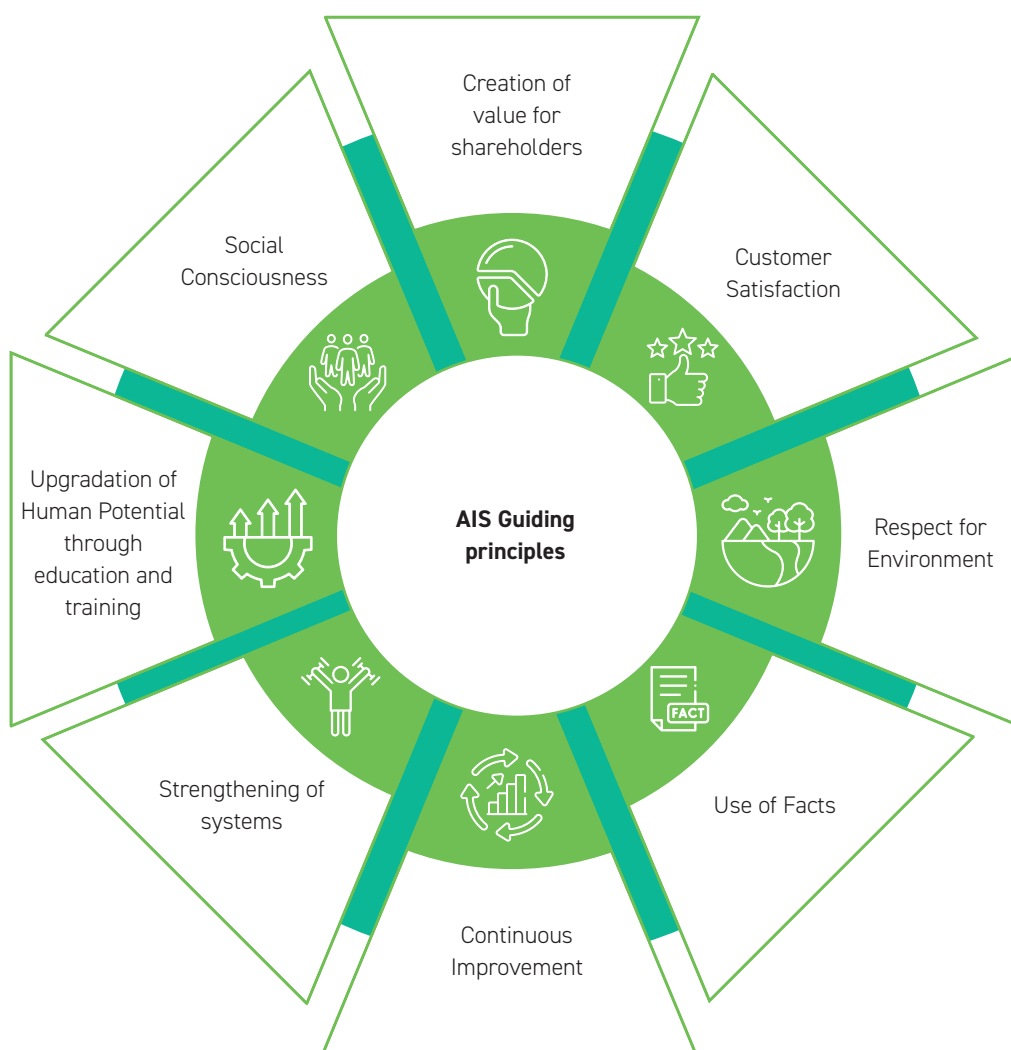 Creation of
value for
shareholders
Customer
Satisfaction
Respect for
Environment
Use of Facts
FACT
Continuous
Improvement
Strengthening of
systems
Upgradation of
Human Potential
through
education and
training
Social
Consciousness
AIS Guiding
principles